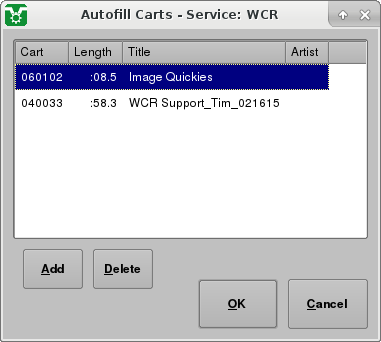 Autofill Carts - Service: WCR
Cart Length Title Artist
060102 :08.5 Image Quickies
040033 :58.3 WCR Support_Tim_021615
Add Delete
OK Cancel